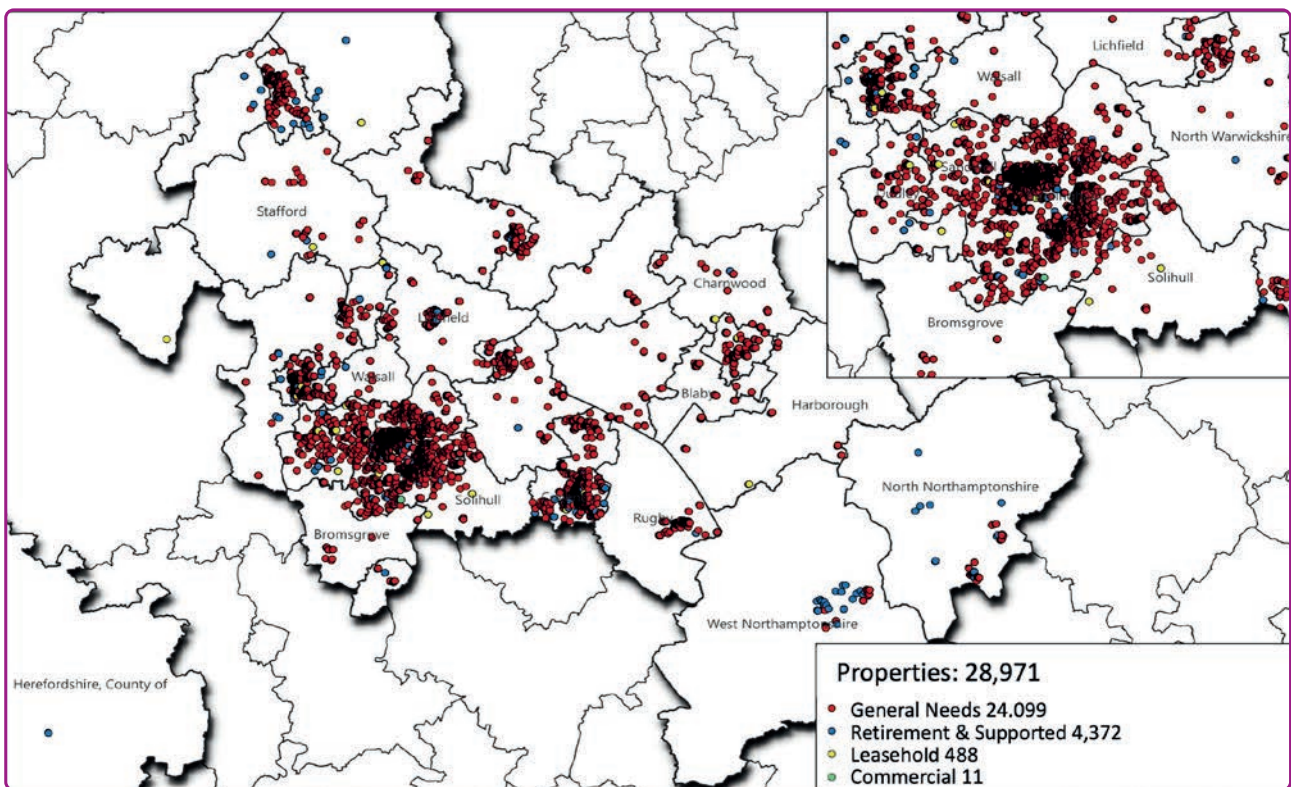 Stafford
Charnwood
Lichfield
Walsall
Blaby
Harborough
Solihull
Rugby
Bromsgrove
North Northamptonshire
West Northamptonshire
Herefordshire, County of
Lichfield
Walsall
North Warwickshire
Dudley
Solihull
Bromsgrove
Properties: 28,971
General Needs 24.099
Retirement & Supported 4,372
Leasehold 488
Commercial 11